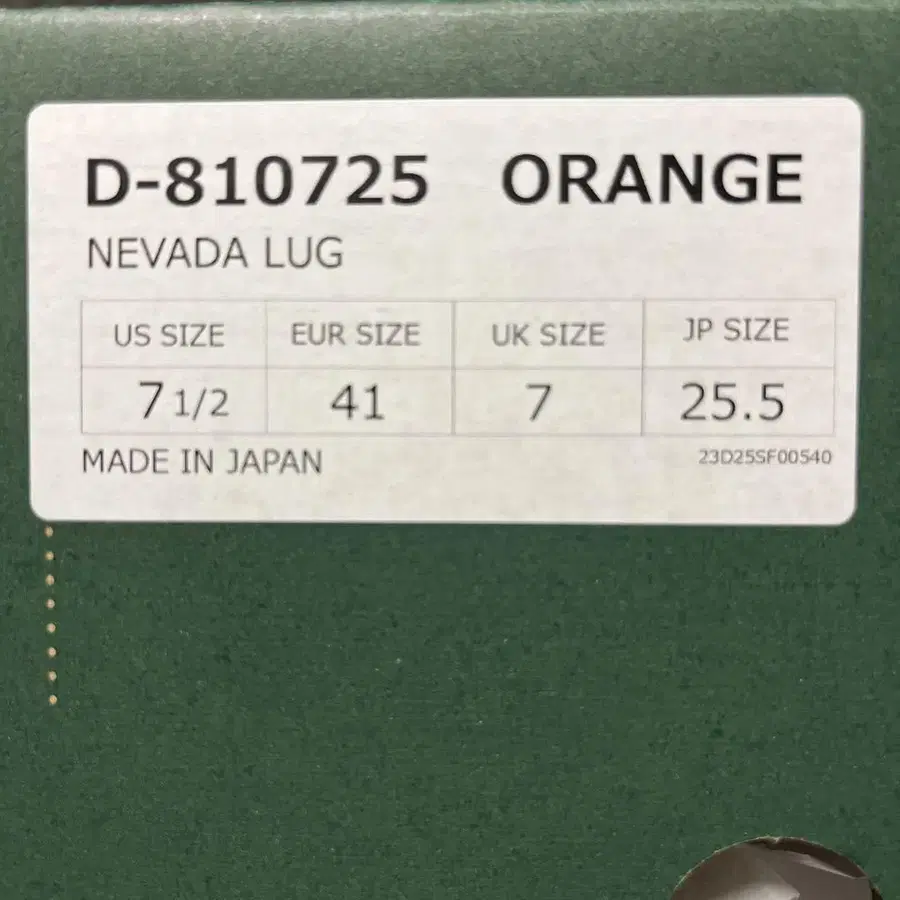 D-810725 ORANGE
NEVADA LUG
US SIZE EUR SIZE UK SIZE JP SIZE
7 1/2 41 7 25.5
MADE IN JAPAN 23D25SF00540